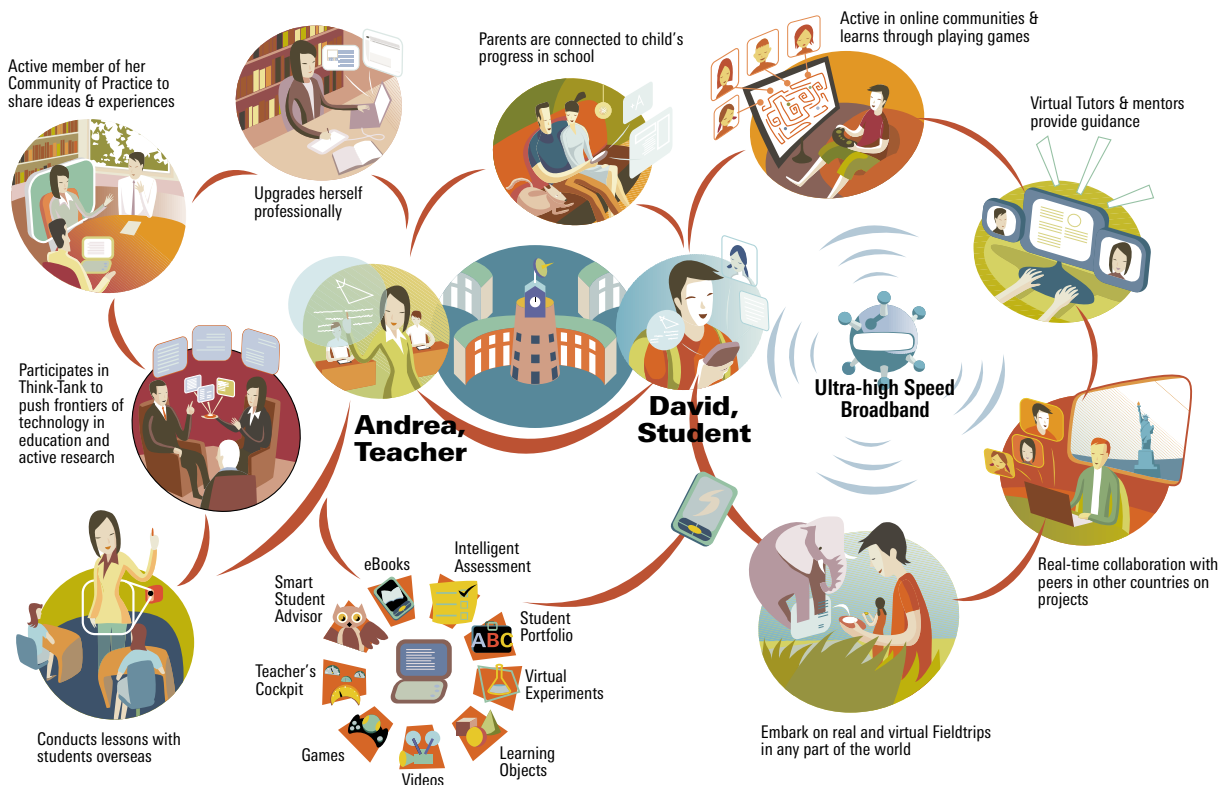 Active member of her
Community of Practice to
share ideas & experiences
Upgrades herself
professionally
Parents are connected to child's
progress in school
Active in online communities &
learns through playing games
Virtual Tutors & mentors
provide guidance
Participates in
Think-Tank to
push frontiers of
technology in
education and
active research
Andrea,
Teacher
David,
Student
Ultra-high Speed
Broadband
Real-time collaboration with
peers in other countries on
projects
Conducts lessons with
students overseas
eBooks
Intelligent
Assessment
Smart
Student
Advisor
Student
Portfolio
ABC
Teacher's
Cockpit
Virtual
Experiments
Games
Videos
Learning
Objects
Embark on real and virtual Fieldtrips
in any part of the world